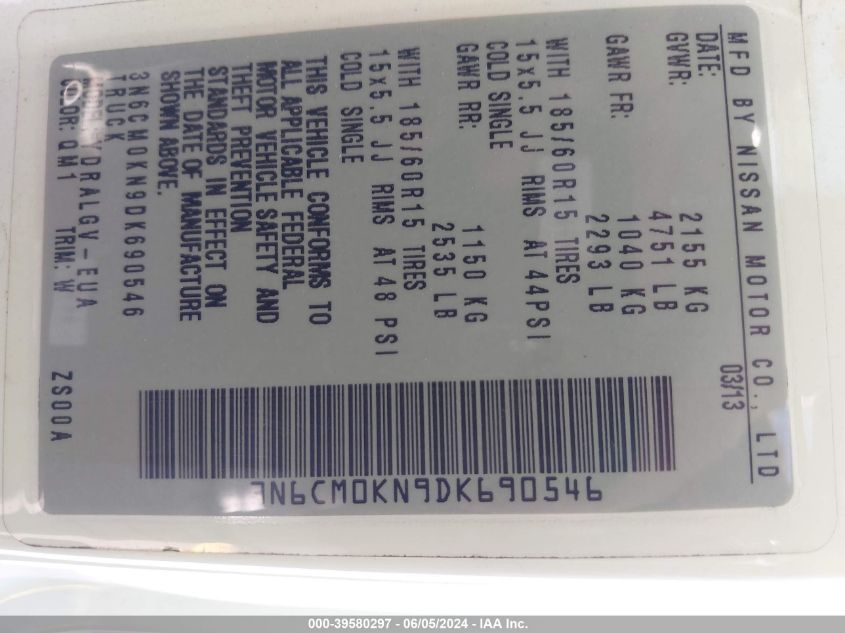 MFD BY NISSAN MOTOR CO., LTD
DATE: 03/13
GVWR: 2155 KG
4751 LB
GAWR FR: 1040 KG
2293 LB
WITH 185/60R15 TIRES
15x5.5 JJ RIMS AT 44PSI
COLD SINGLE
GAWR RR: 1150 KG
2535 LB
WITH 185/60R15 TIRES
15x5.5 JJ RIMS AT 48 PSI
COLD SINGLE
THIS VEHICLE CONFORMS TO
ALL APPLICABLE FEDERAL
MOTOR VEHICLE SAFETY AND
THEFT PREVENTION
STANDARDS IN EFFECT ON
THE DATE OF MANUFACTURE
SHOWN ABOVE.
3N6CM0KN9DK690546
TRUCK
YDRALGV-EUA
COLOR: QM1 TRIM: W ZS00A
3N6CM0KN9DK690546
000-39580297 - 06/05/2024 - IAA Inc.